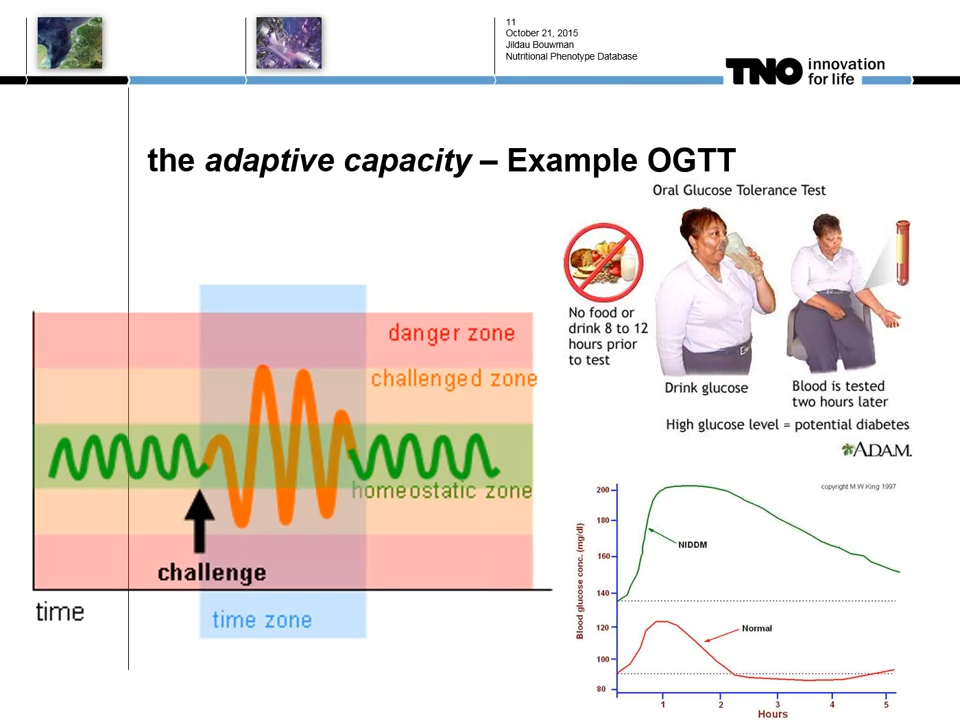 11
October 21, 2015
Jildau Bouwman
Nutritional Phenotype Database
TNO innovation
for life
the adaptive capacity – Example OGTT
Oral Glucose Tolerance Test
No food or
drink 8 to 12
hours prior
to test
Drink glucose
Blood is tested
two hours later
High glucose level = potential diabetes
ADAM.
danger zone
challenged zone
homeostatic zone
challenge
time
time zone
copyright M.W.King 1997
Blood glucose conc. (mg/dl)
200
180
160
140
120
100
80
NIDDM
Normal
1 2 3 4 5
Hours